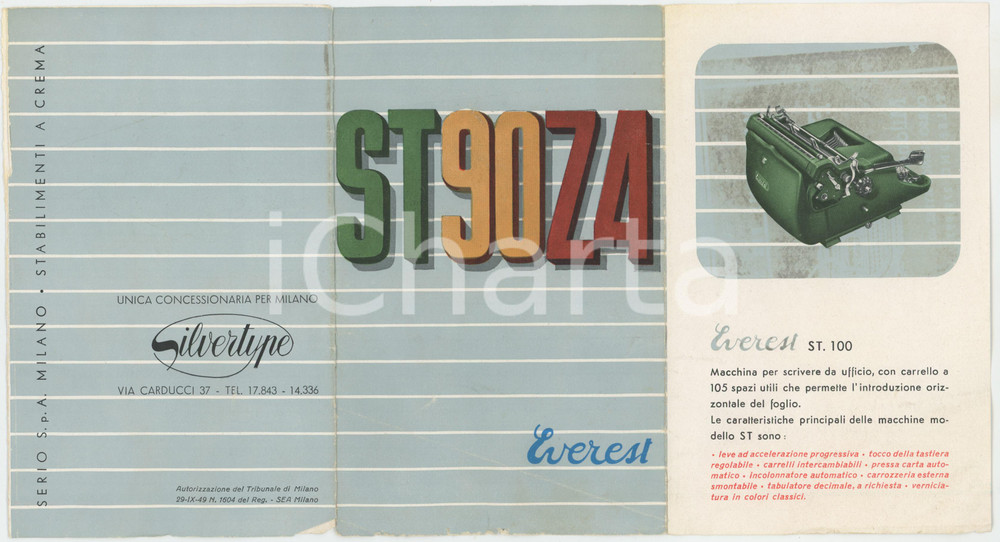 SERIO S.p.A. MILANO • STABILIMENTI A CREMA
UNICA CONCESSIONARIA PER MILANO
Silvertype
VIA CARDUCCI 37 - TEL. 17.843 - 14.336
Autorizzazione del Tribunale di Milano
29-IX-49 N. 1604 del Reg. - SEA Milano
ST90ZA
Everest
iCharta
Everest ST. 100
Macchina per scrivere da ufficio, con carrello a
105 spazi utili che permette l'introduzione oriz-
zontale del foglio.
Le caratteristiche principali delle macchine mo-
dello ST sono:
• leve ad accelerazione progressiva • tocco della tastiera
regolabile • carrelli intercambiabili • pressa carta auto-
matico • incolonnatore automatico • carrozzeria esterna
smontabile • tabulatore decimale, a richiesta • vernicia-
tura in colori classici.